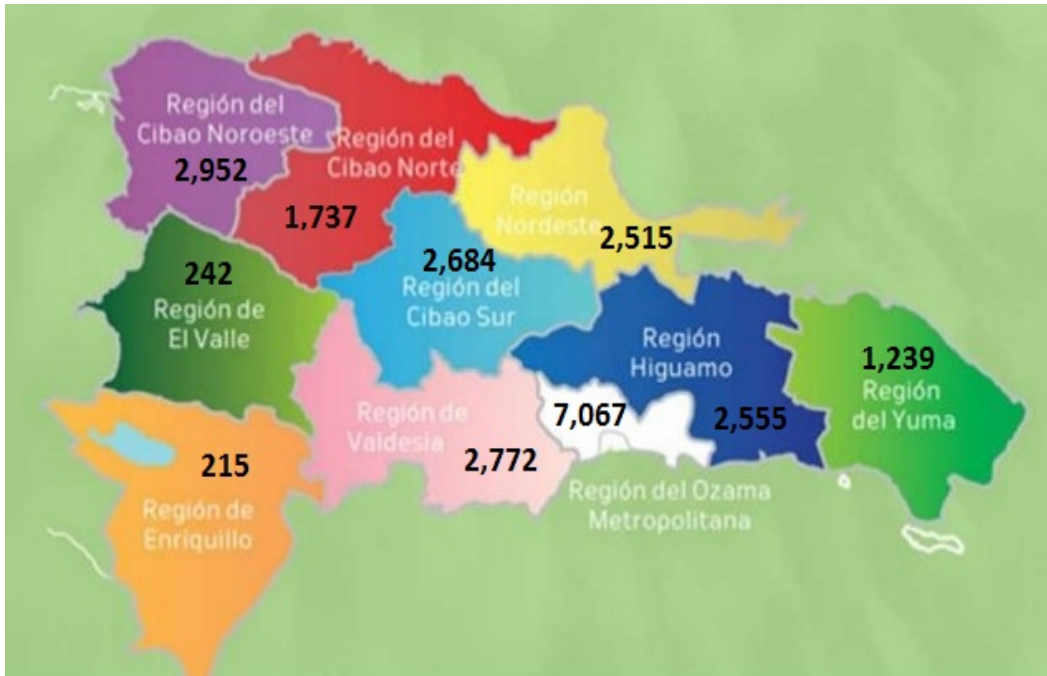 Región del
Cibao Noroeste
2,952
Región del
Cibao Norte
1,737
Región
Nordeste
2,515
242
Región de
El Valle
2,684
Región del
Cibao Sur
Región
Higuamo
2,555
1,239
Región
del Yuma
Región de
Valdesia
2,772
7,067
Región del Ozama
Metropolitana
215
Región de
Enriquillo